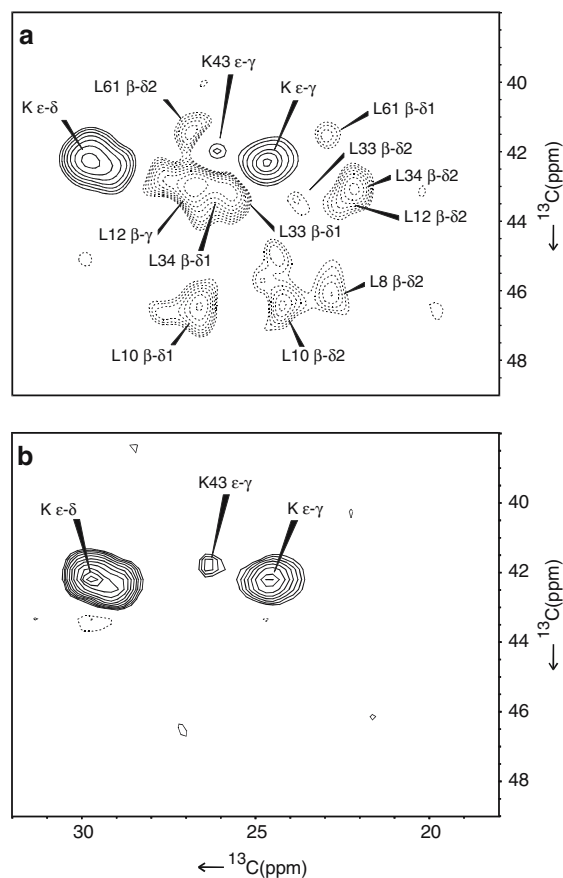 a
K43 ε-γ
L61 β-δ2
K ε-δ
K ε-γ
L61 β-δ1
L33 β-δ2
L34 β-δ2
L12 β-δ2
L12 β-γ
L33 β-δ1
L34 β-δ1
L8 β-δ2
L10 β-δ1
L10 β-δ2
40
42
44
46
48
13C(ppm)
←
b
K43 ε-γ
K ε-δ
K ε-γ
40
42
44
46
48
13C(ppm)
←
30
25
20
← 13C(ppm)